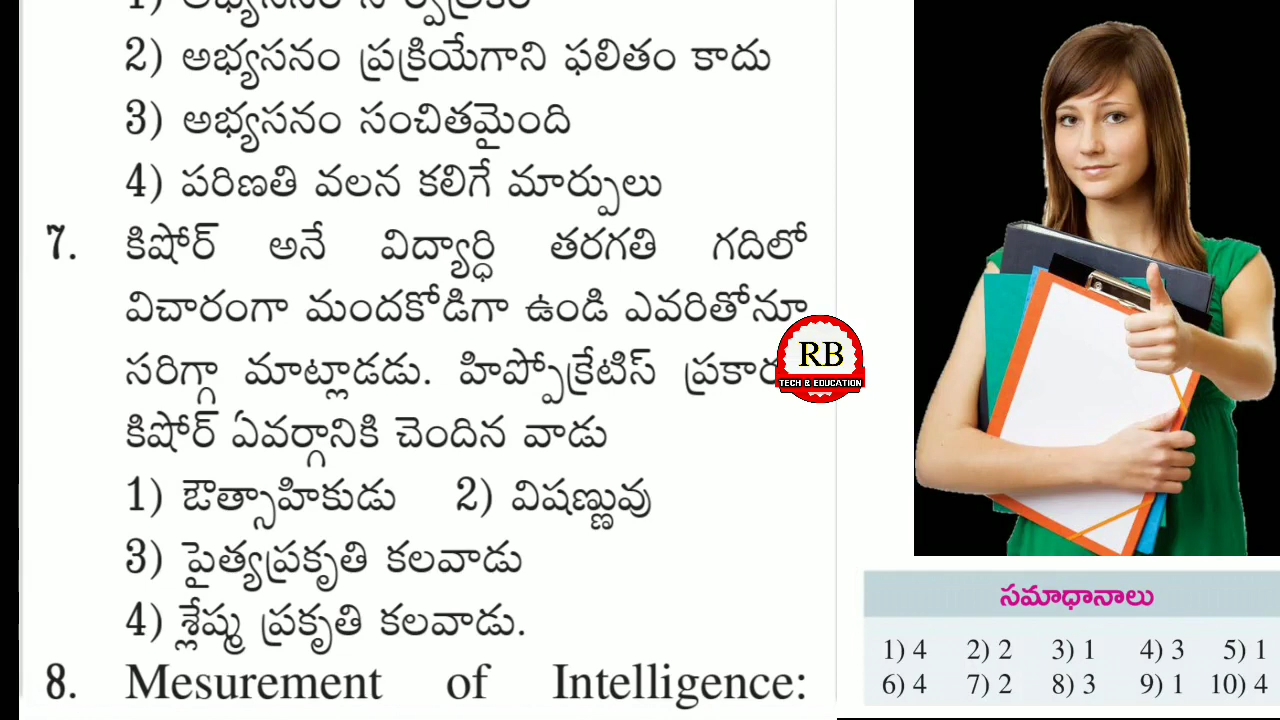 2) అభ్యసనం ప్రక్రియేగాని ఫలితం కాదు
3) అభ్యసనం సంచితమైంది
4) పరిణతి వలన కలిగే మార్పులు
7. కిషోర్ అనే విద్యార్ధి తరగతి గదిలో
విచారంగా మందకోడిగా ఉండి ఎవరితోనూ
సరిగ్గా మాట్లాడడు. హిప్పోక్రేటిస్
కిషోర్ ఏవర్గానికి చెందిన వాడు
1) ఔత్సాహికుడు 2) విషణ్ణువు
3) పైత్యప్రకృతి కలవాడు
4) శ్లేష్మ ప్రకృతి కలవాడు.
8. Mesurement of Intelligence:
RB
TECH & EDUCATION
సమాధానాలు
1) 4 2) 2 3) 1 4) 3 5) 1
6) 4 7) 2 8) 3 9) 1 10) 4